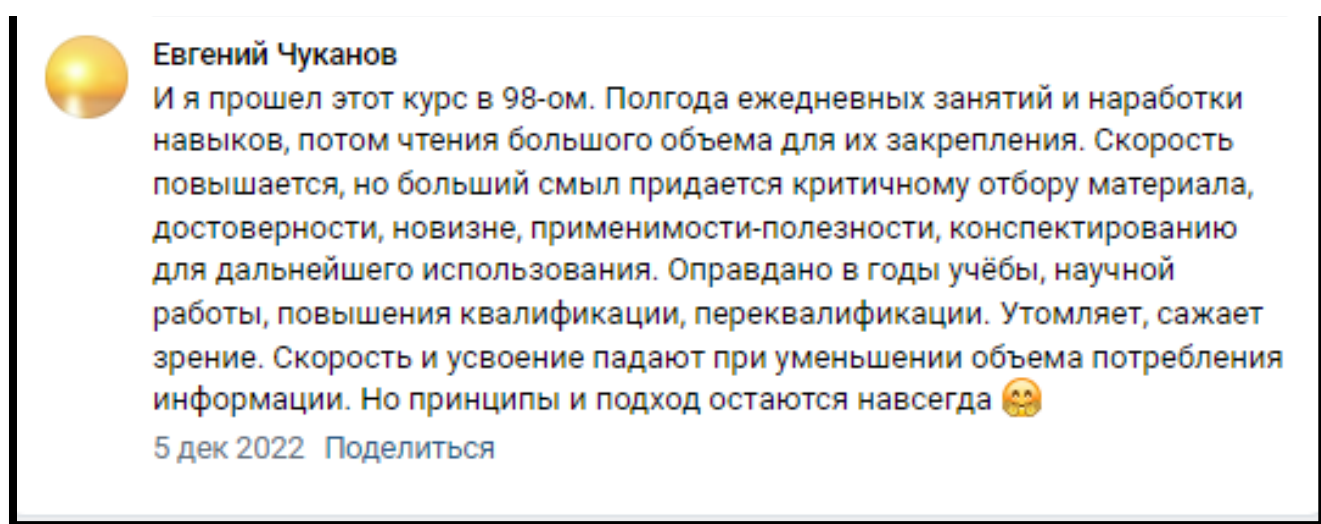 Евгений Чуканов
И я прошел этот курс в 98-ом. Полгода ежедневных занятий и наработки
навыков, потом чтения большого объема для их закрепления. Скорость
повышается, но больший смыл придается критичному отбору материала,
достоверности, новизне, применимости-полезности, конспектированию
для дальнейшего использования. Оправдано в годы учёбы, научной
работы, повышения квалификации, переквалификации. Утомляет, сажает
зрение. Скорость и усвоение падают при уменьшении объема потребления
информации. Но принципы и подход остаются навсегда 🤗
5 дек 2022 Поделиться